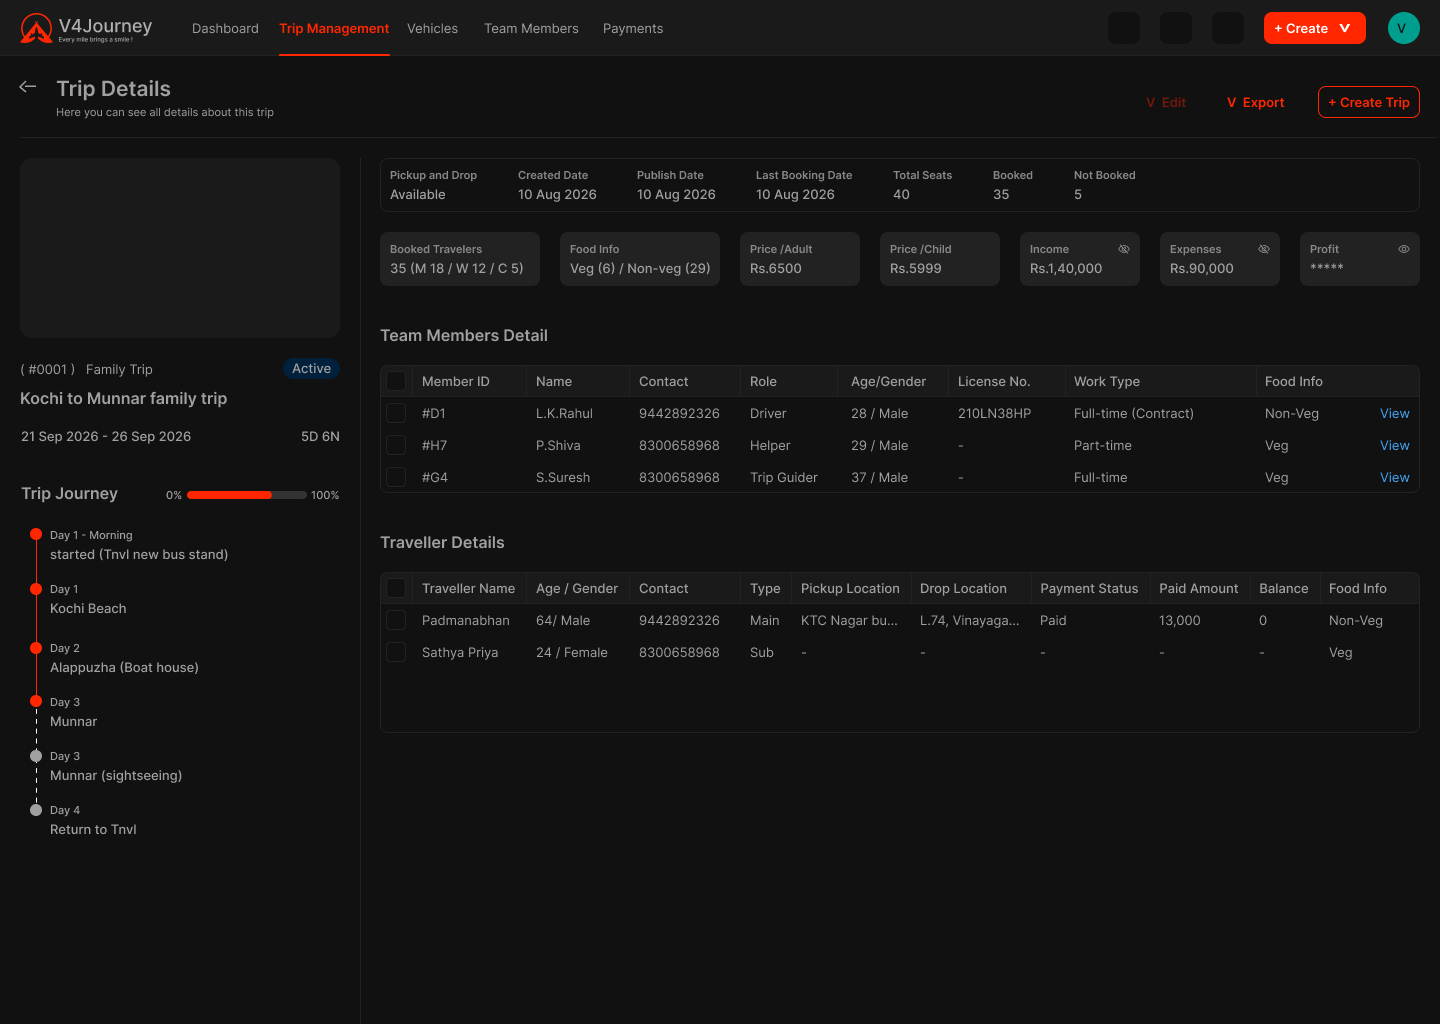 V4Journey
Every mile brings a smile !
Dashboard Trip Management Vehicles Team Members Payments
+ Create V
V
Trip Details
Here you can see all details about this trip
V Edit V Export + Create Trip
( #0001 ) Family Trip Active
Kochi to Munnar family trip
21 Sep 2026 - 26 Sep 2026 5D 6N
Trip Journey 0% 100%
Day 1 - Morning
started (Tnvl new bus stand)
Day 1
Kochi Beach
Day 2
Alappuzha (Boat house)
Day 3
Munnar
Day 3
Munnar (sightseeing)
Day 4
Return to Tnvl
Pickup and Drop Created Date Publish Date Last Booking Date Total Seats Booked Not Booked
Available 10 Aug 2026 10 Aug 2026 10 Aug 2026 40 35 5
Booked Travelers Food Info Price /Adult Price /Child Income Expenses Profit
35 (M 18 / W 12 / C 5) Veg (6) / Non-veg (29) Rs.6500 Rs.5999 Rs.1,40,000 Rs.90,000 *****
Team Members Detail
Member ID Name Contact Role Age/Gender License No. Work Type Food Info
#D1 L.K.Rahul 9442892326 Driver 28 / Male 210LN38HP Full-time (Contract) Non-Veg View
#H7 P.Shiva 8300658968 Helper 29 / Male - Part-time Veg View
#G4 S.Suresh 8300658968 Trip Guider 37 / Male - Full-time Veg View
Traveller Details
Traveller Name Age / Gender Contact Type Pickup Location Drop Location Payment Status Paid Amount Balance Food Info
Padmanabhan 64/ Male 9442892326 Main KTC Nagar bu... L.74, Vinayaga... Paid 13,000 0 Non-Veg
Sathya Priya 24 / Female 8300658968 Sub - - - - - Veg